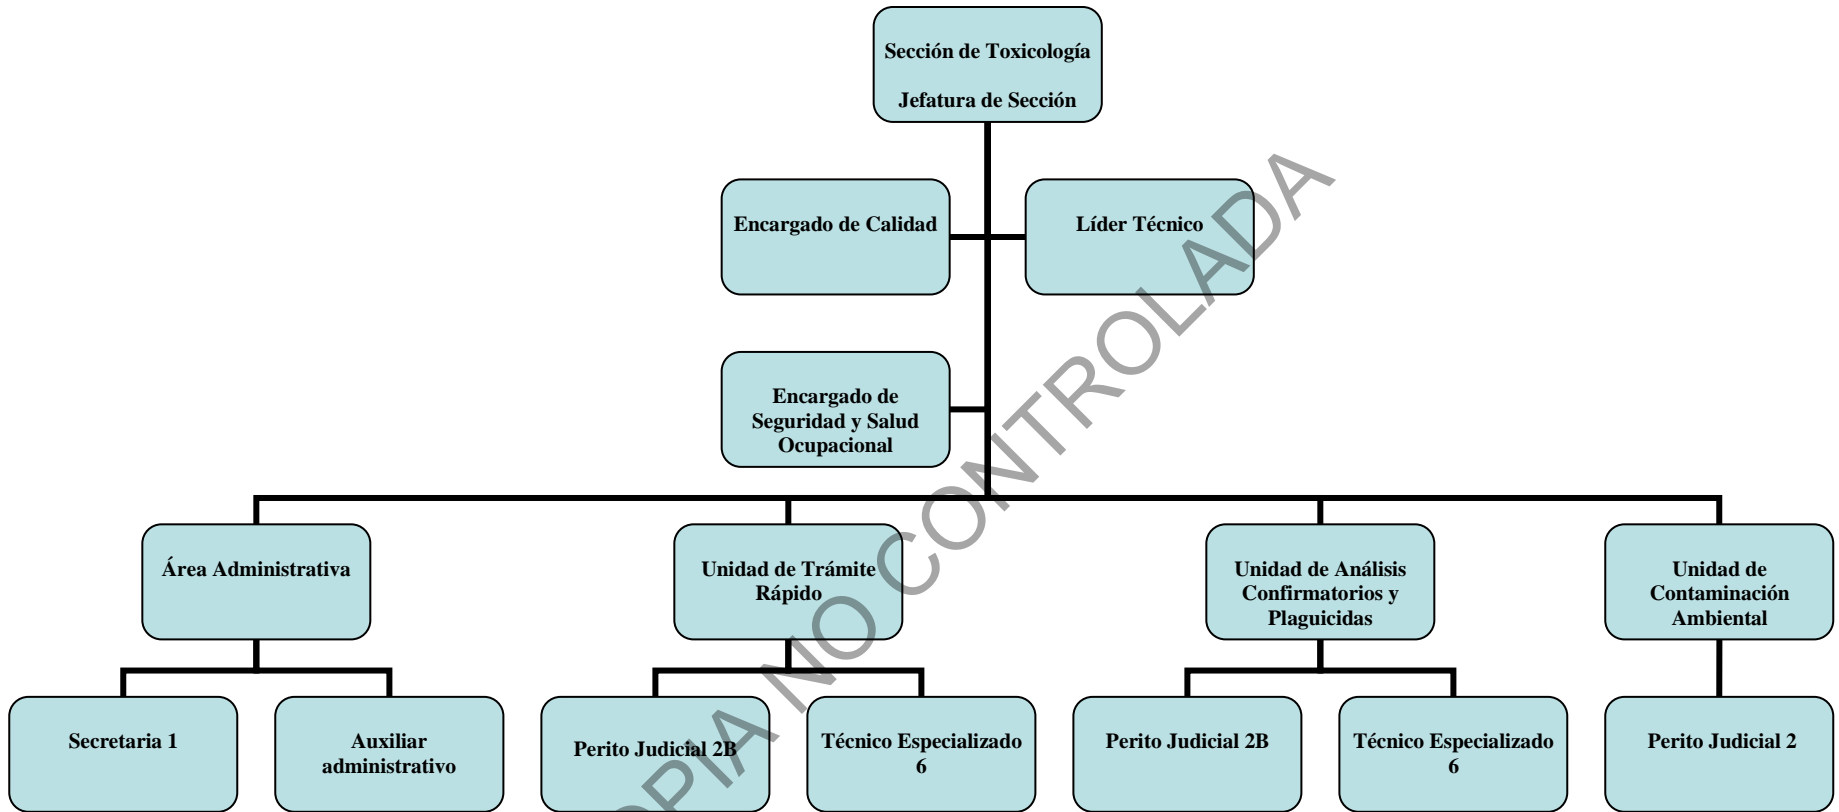 Sección de Toxicología
Jefatura de Sección
Encargado de Calidad
Líder Técnico
Encargado de
Seguridad y Salud
Ocupacional
Área Administrativa
Unidad de Trámite
Rápido
Unidad de Análisis
Confirmatorios y
Plaguicidas
Unidad de
Contaminación
Ambiental
Secretaria 1
Auxiliar
administrativo
Perito Judicial 2B
Técnico Especializado
6
Perito Judicial 2B
Técnico Especializado
6
Perito Judicial 2
OPIA NO CONTROLADA